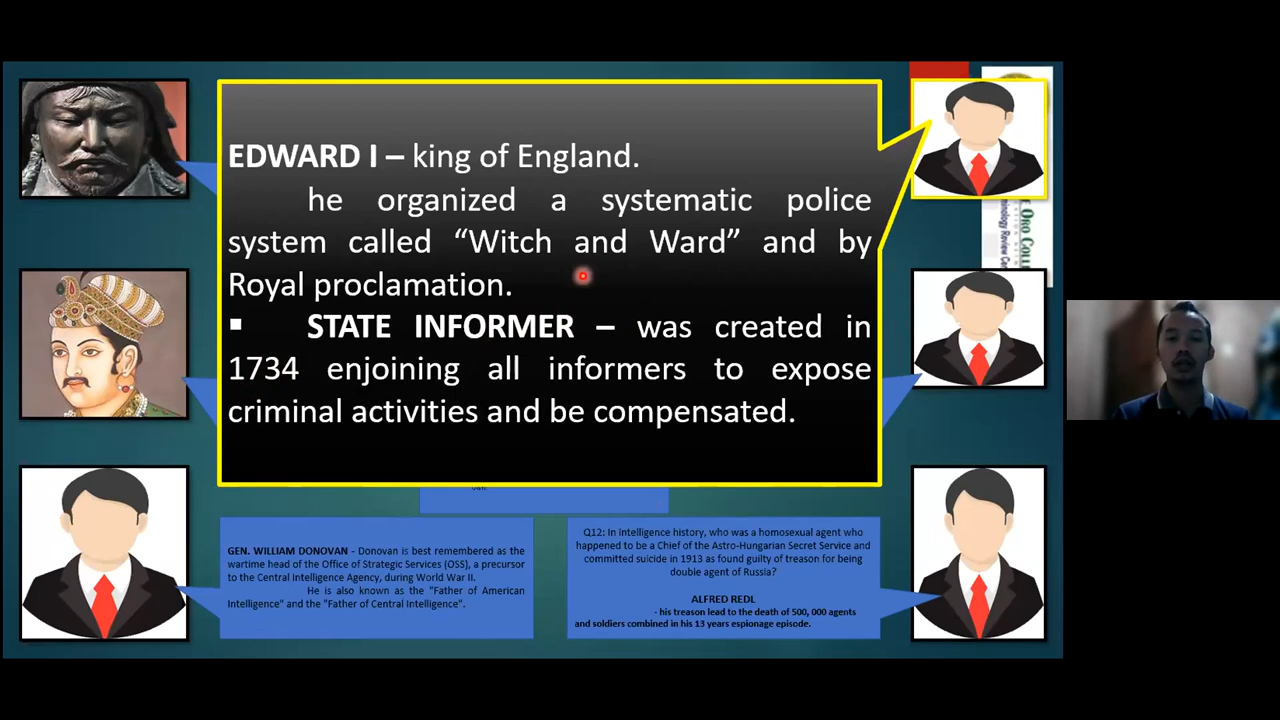 EDWARD I – king of England.
he organized a systematic police
system called “Witch and Ward” and by
Royal proclamation.
▪ STATE INFORMER – was created in
1734 enjoining all informers to expose
criminal activities and be compensated.
GEN. WILLIAM DONOVAN - Donovan is best remembered as the
wartime head of the Office of Strategic Services (OSS), a precursor
to the Central Intelligence Agency, during World War II.
He is also known as the "Father of American
Intelligence" and the "Father of Central Intelligence".
Q12: In intelligence history, who was a homosexual agent who
happened to be a Chief of the Astro-Hungarian Secret Service and
committed suicide in 1913 as found guilty of treason for being
double agent of Russia?
ALFRED REDL
- his treason lead to the death of 500, 000 agents
and soldiers combined in his 13 years espionage episode.